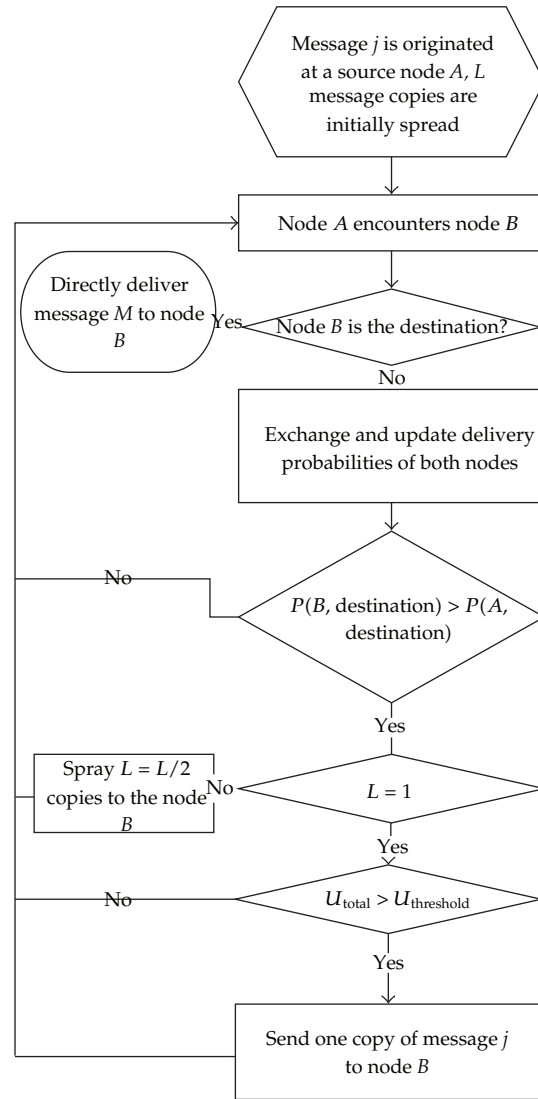 Message j is originated
at a source node A, L
message copies are
initially spread
Node A encounters node B
Directly deliver
message M to node
B
Yes
Node B is the destination?
No
Exchange and update delivery
probabilities of both nodes
No
P(B, destination) > P(A,
destination)
Yes
Spray L = L/2
copies to the node
B
No
L = 1
Yes
No
U_total > U_threshold
Yes
Send one copy of message j
to node B